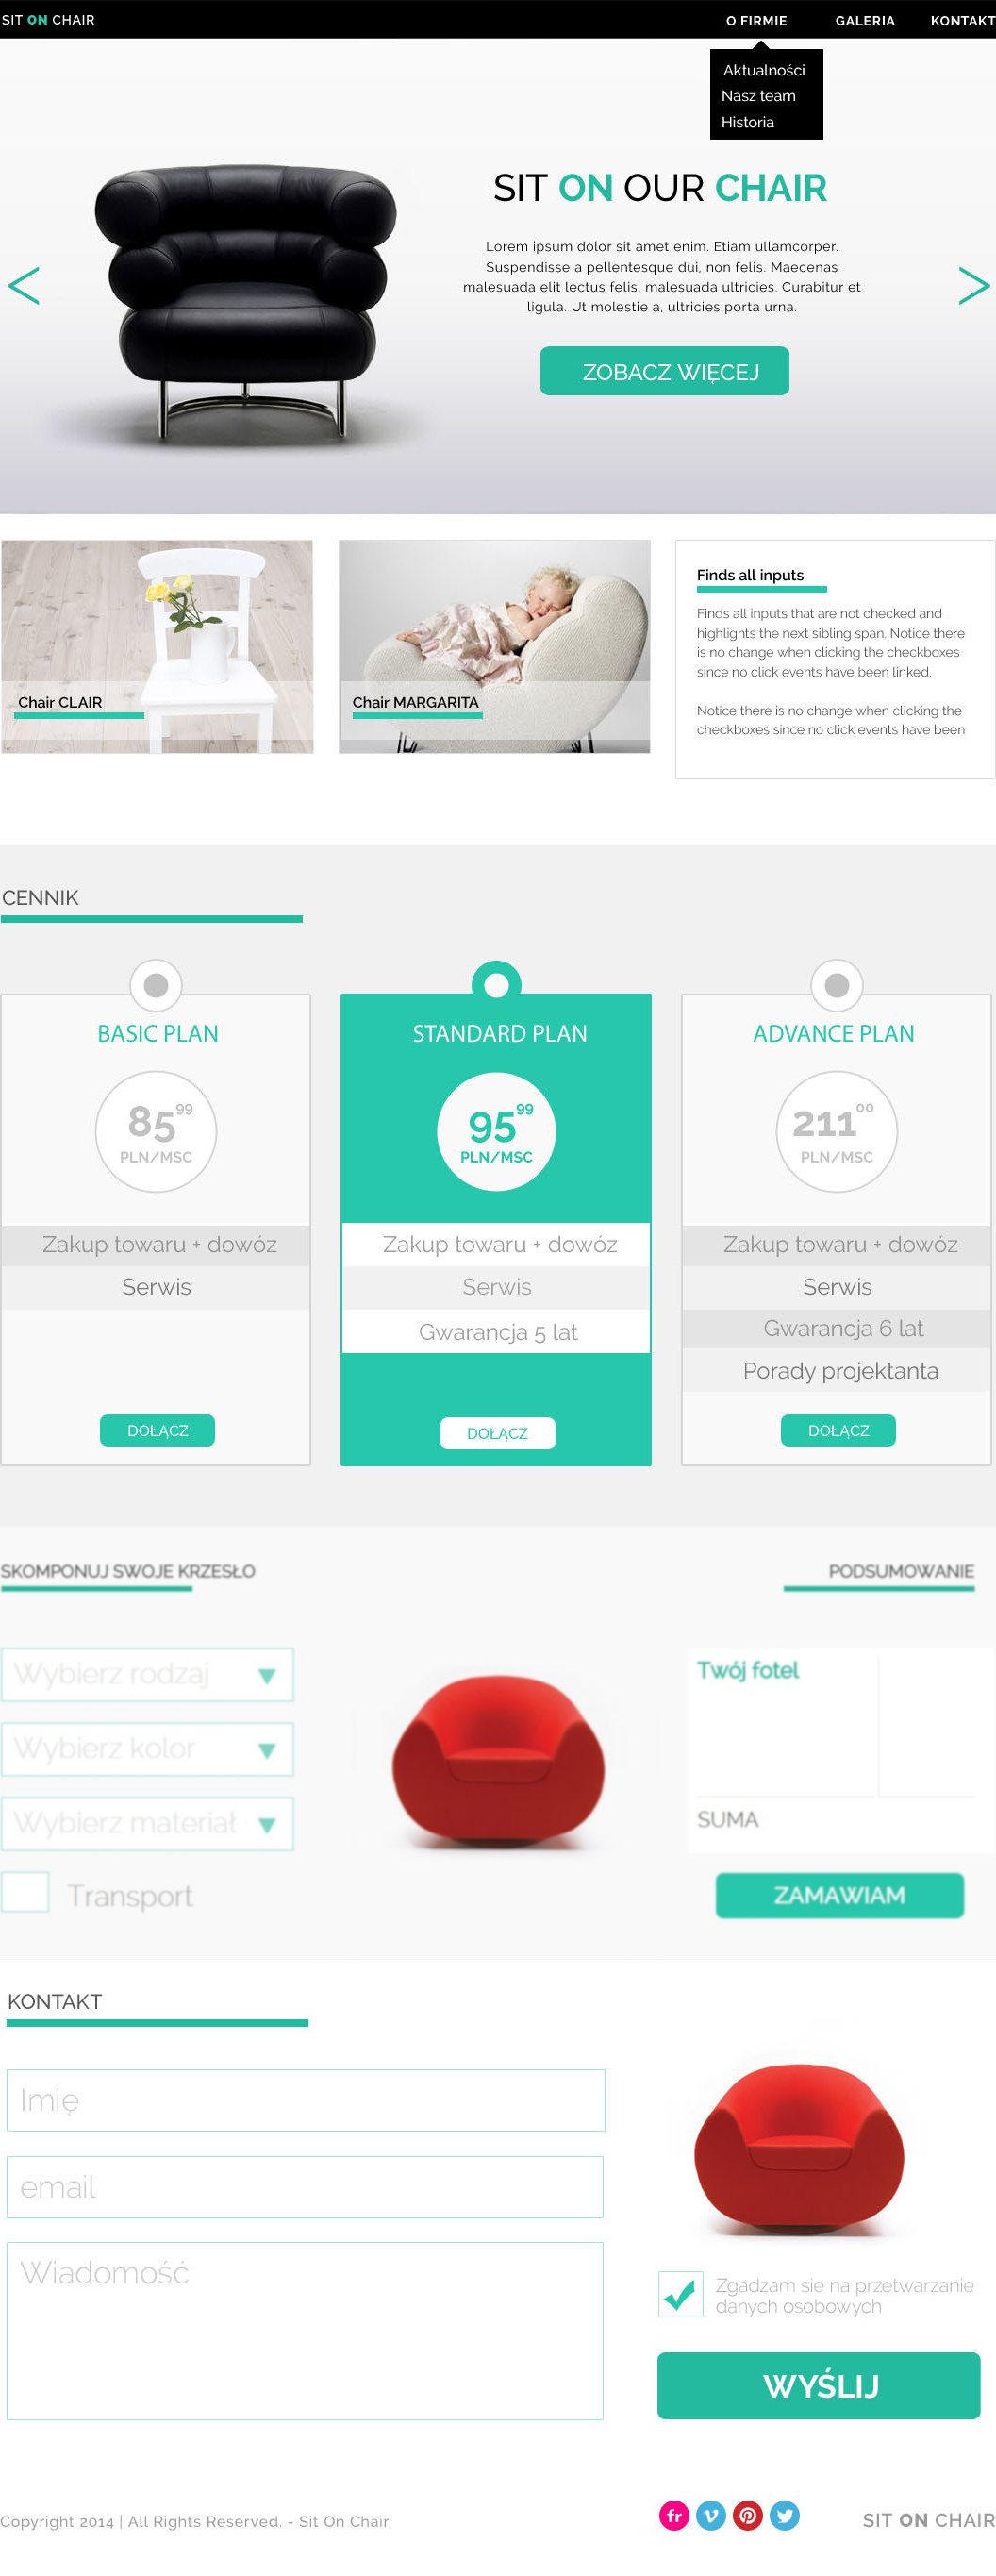 SIT ON CHAIR
O FIRMIE
GALERIA
KONTAKT
Aktualności
Nasz team
Historia
SIT ON OUR CHAIR
Lorem ipsum dolor sit amet enim. Etiam ullamcorper.
Suspendisse a pellentesque dui, non felis. Maecenas
malesuada elit lectus felis, malesuada ultricies. Curabitur et
ligula. Ut molestie a, ultricies porta urna.
<
>
ZOBACZ WIĘCEJ
Chair CLAIR
Chair MARGARITA
Finds all inputs
Finds all inputs that are not checked and
highlights the next sibling span. Notice there
is no change when clicking the checkboxes
since no click events have been linked.
Notice there is no change when clicking the
checkboxes since no click events have been
CENNIK
BASIC PLAN
85 99
PLN/MSC
Zakup towaru + dowóz
Serwis
DOŁĄCZ
STANDARD PLAN
95 99
PLN/MSC
Zakup towaru + dowóz
Serwis
Gwarancja 5 lat
DOŁĄCZ
ADVANCE PLAN
211 00
PLN/MSC
Zakup towaru + dowóz
Serwis
Gwarancja 6 lat
Porady projektanta
DOŁĄCZ
SKOMPONUJ SWOJE KRZESŁO
Wybierz rodzaj
Wybierz kolor
Wybierz materiał
Transport
PODSUMOWANIE
Twój fotel
SUMA
ZAMAWIAM
KONTAKT
Imię
email
Wiadomość
Zgadzam sie na przetwarzanie
danych osobowych
WYŚLIJ
Copyright 2014 | All Rights Reserved. - Sit On Chair
fr
SIT ON CHAIR